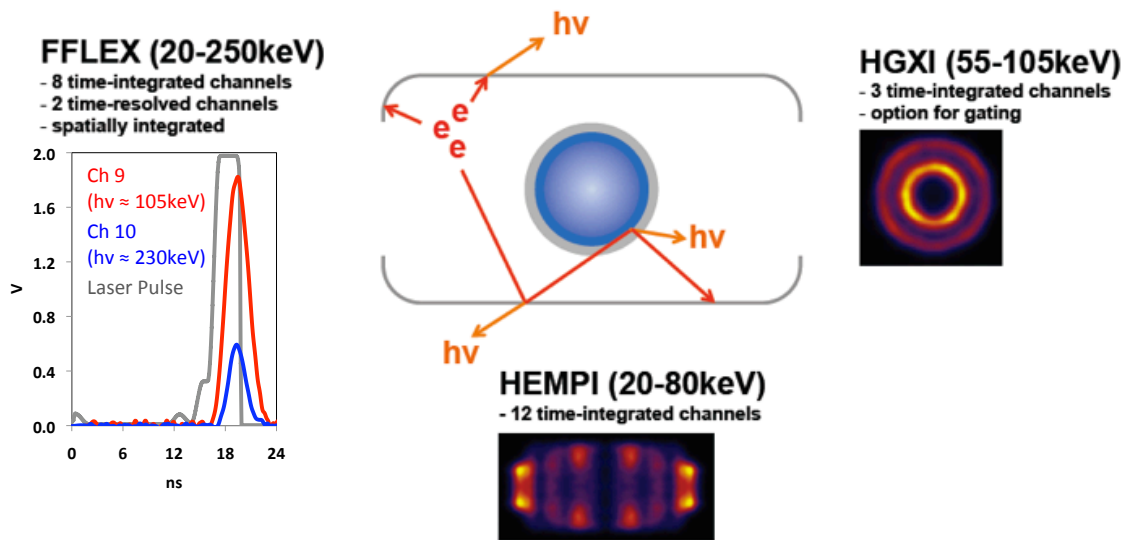 FFLEX (20-250keV)
- 8 time-integrated channels
- 2 time-resolved channels
- spatially integrated
2.0
1.6
1.2
0.8
0.4
0.0
V
Ch 9
(hν ≈ 105keV)
Ch 10
(hν ≈ 230keV)
Laser Pulse
0 6 12 18 24
ns
hν
e
e
e
hν
hν
HGXI (55-105keV)
- 3 time-integrated channels
- option for gating
HEMPI (20-80keV)
- 12 time-integrated channels